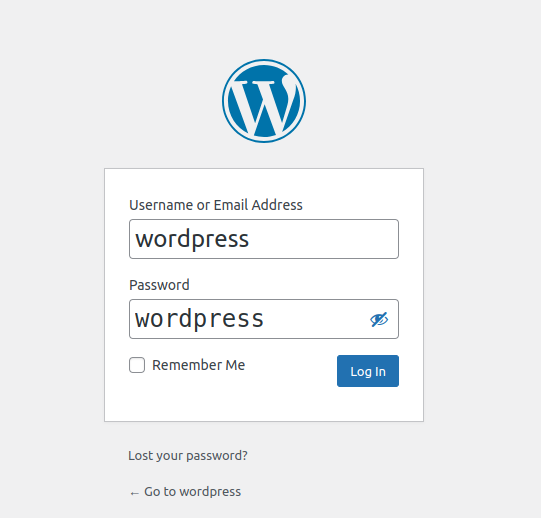 Username or Email Address
wordpress
Password
wordpress
Remember Me
Log In
Lost your password?
← Go to wordpress